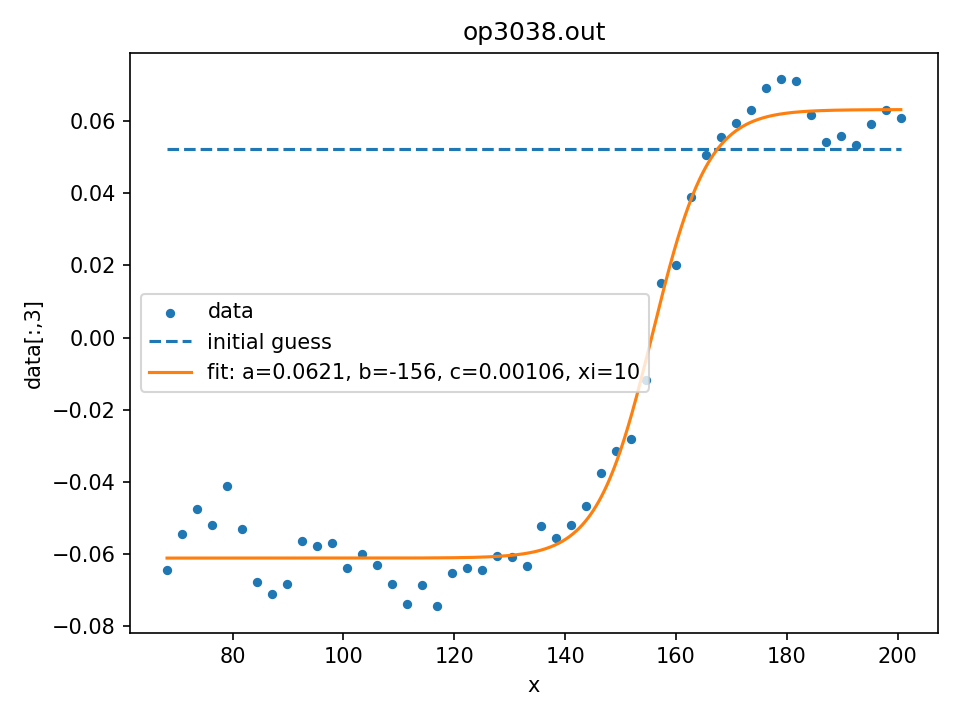 op3038.out
data[:,3]
0.06
0.04
0.02
0.00
−0.02
−0.04
−0.06
−0.08
data
initial guess
fit: a=0.0621, b=-156, c=0.00106, xi=10
80 100 120 140 160 180 200
x